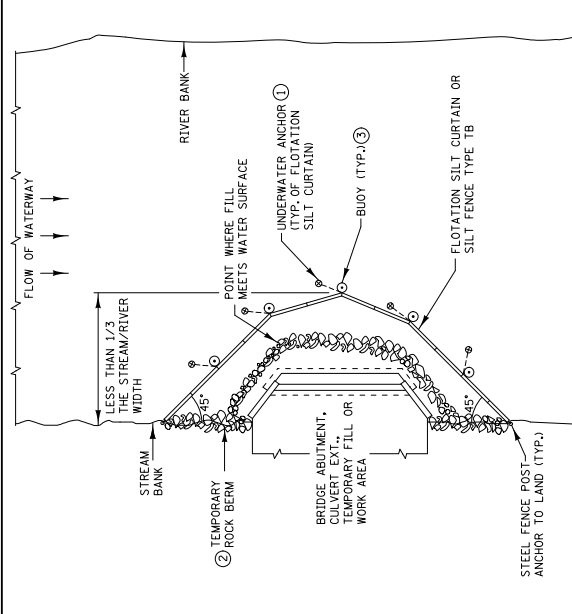 RIVER BANK
FLOW OF WATERWAY
UNDERWATER ANCHOR ①
(TYP. OF FLOTATION
SILT CURTAIN)
BUOY (TYP.) ③
FLOTATION SILT CURTAIN OR
SILT FENCE TYPE TB
POINT WHERE FILL
MEETS WATER SURFACE
LESS THAN 1/3
THE STREAM/RIVER
WIDTH
45°
45°
STREAM
BANK
② TEMPORARY
ROCK BERM
BRIDGE ABUTMENT,
CULVERT EXT.,
TEMPORARY FILL OR
WORK AREA
STEEL FENCE POST
ANCHOR TO LAND (TYP.)